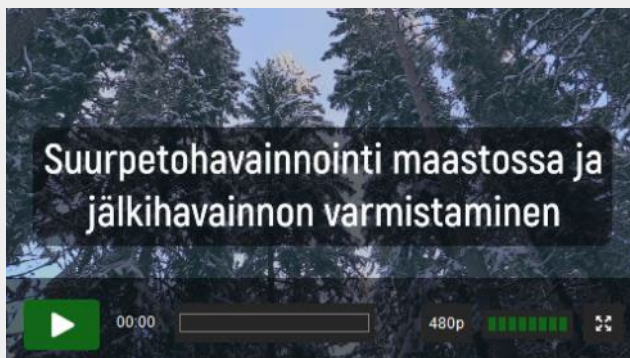 Suurpetohavainnointi maastossa ja
jälkihavainnon varmistaminen
00:00
480p